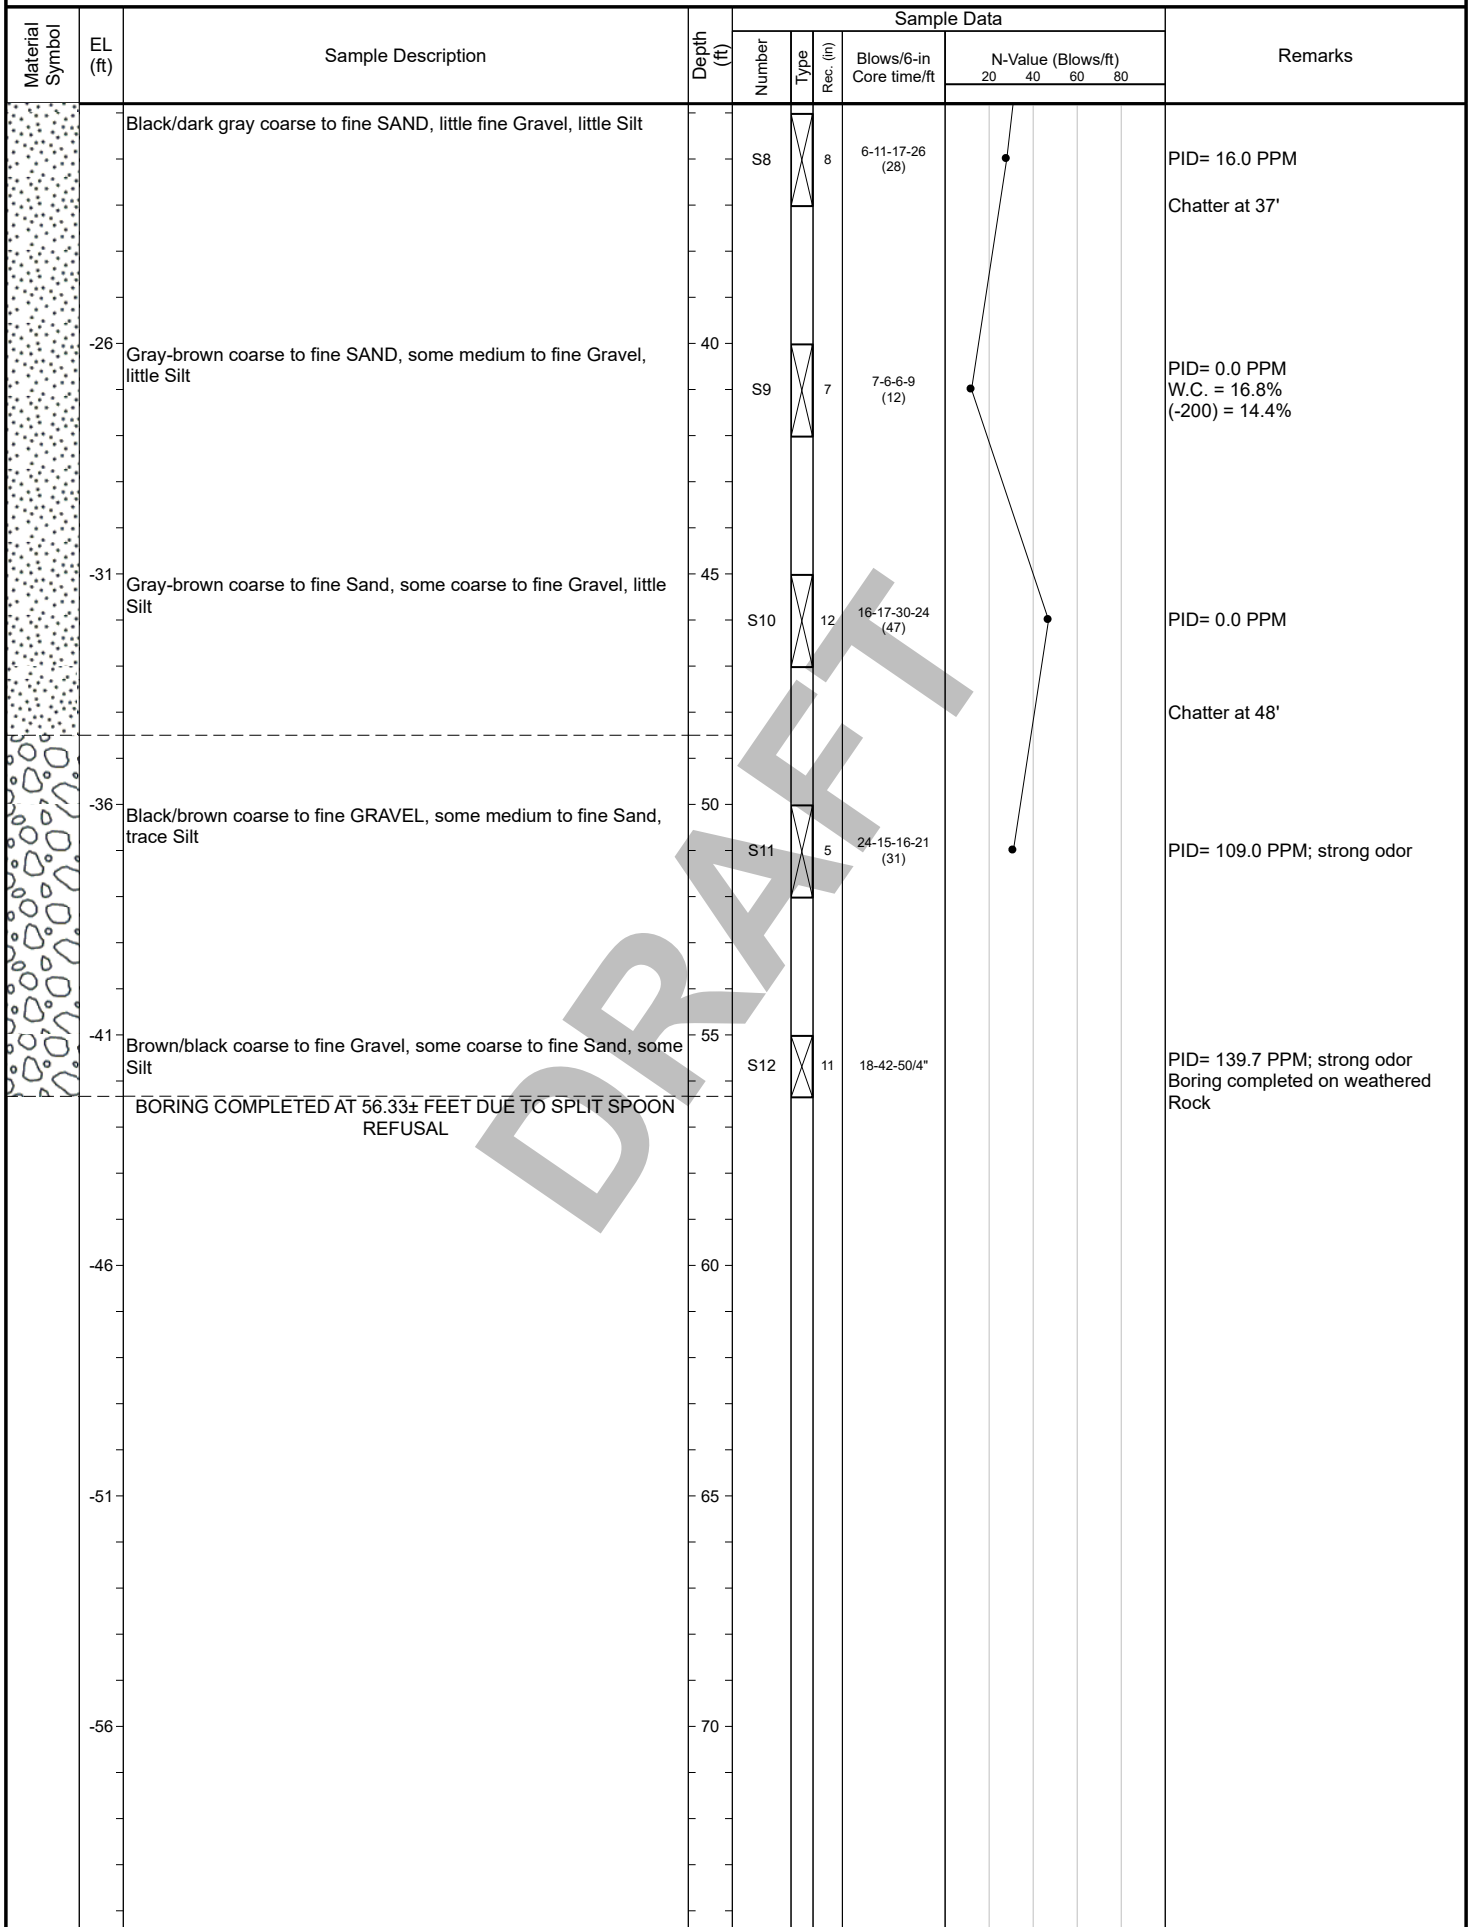 Material
Symbol
EL
(ft)
Sample Description
Depth
(ft)
Sample Data
Number
Type
Rec. (in)
Blows/6-in
Core time/ft
N-Value (Blows/ft)
20 40 60 80
Remarks
Black/dark gray coarse to fine SAND, little fine Gravel, little Silt
S8
8
6-11-17-26
(28)
PID= 16.0 PPM
Chatter at 37'
-26
Gray-brown coarse to fine SAND, some medium to fine Gravel,
little Silt
40
S9
7
7-6-6-9
(12)
PID= 0.0 PPM
W.C. = 16.8%
(-200) = 14.4%
-31
Gray-brown coarse to fine Sand, some coarse to fine Gravel, little
Silt
45
S10
12
16-17-30-24
(47)
PID= 0.0 PPM
Chatter at 48'
-36
Black/brown coarse to fine GRAVEL, some medium to fine Sand,
trace Silt
50
S11
5
24-15-16-21
(31)
PID= 109.0 PPM; strong odor
-41
Brown/black coarse to fine Gravel, some coarse to fine Sand, some
Silt
55
S12
11
18-42-50/4"
PID= 139.7 PPM; strong odor
Boring completed on weathered
Rock
BORING COMPLETED AT 56.33± FEET DUE TO SPLIT SPOON
REFUSAL
-46
60
-51
65
-56
70
DRAFT